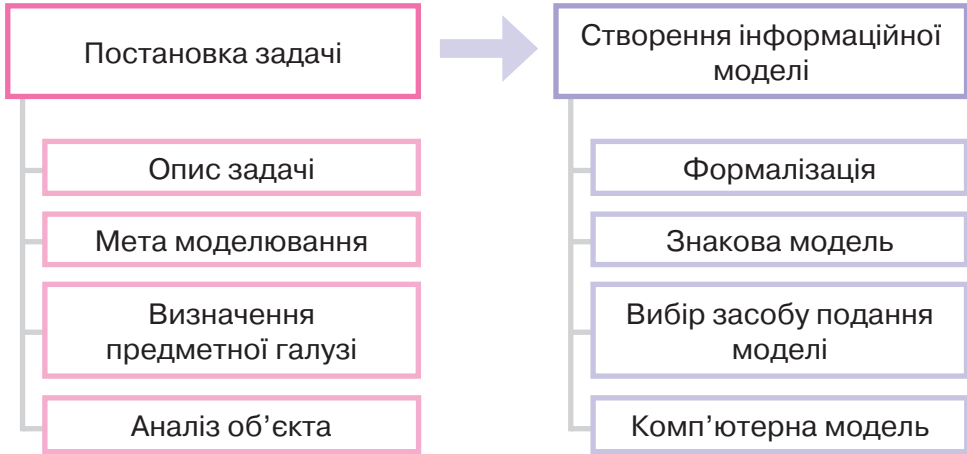 Постановка задачі
Опис задачі
Мета моделювання
Визначення
предметної галузі
Аналіз об’єкта
Створення інформаційної
моделі
Формалізація
Знакова модель
Вибір засобу подання
моделі
Комп’ютерна модель